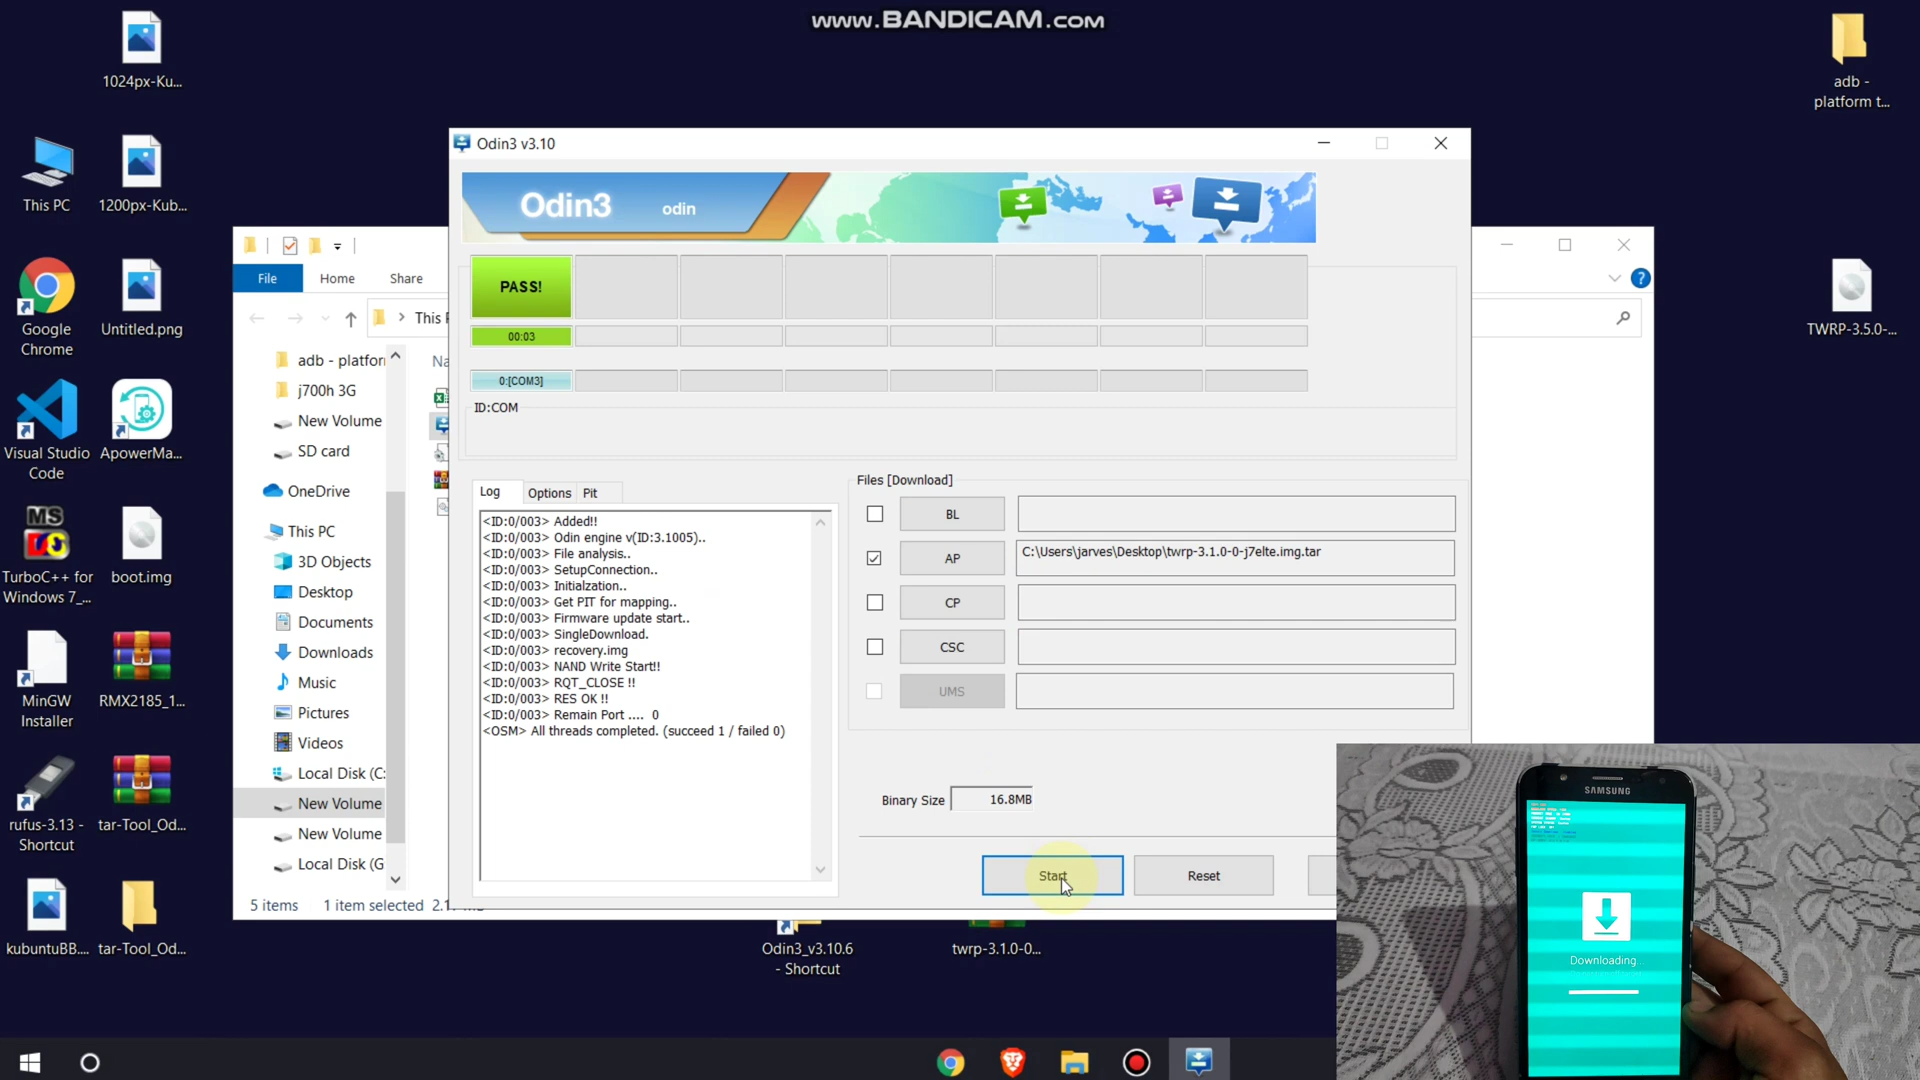 www.BANDICAM.com
1024px-Ku...
adb -
platform t...
This PC
1200px-Kub...
Google
Chrome
Untitled.png
TWRP-3.5.0-...
Visual Studio
Code
ApowerMa...
MS
DOS
TurboC++ for
Windows 7_...
boot.img
MinGW
Installer
RMX2185_1...
rufus-3.13 -
Shortcut
tar-Tool_Od...
kubuntuBB....
tar-Tool_Od...
File
Home
Share
This P
adb - platfor
j700h 3G
New Volume
SD card
OneDrive
This PC
3D Objects
Desktop
Documents
Downloads
Music
Pictures
Videos
Local Disk (C:
New Volume
New Volume
Local Disk (G
Na
5 items
1 item selected
Odin3 v3.10
Odin3
odin
PASS!
00:03
0:[COM3]
ID:COM
Log
Options
Pit
<ID:0/003> Added!!
<ID:0/003> Odin engine v(ID:3.1005)..
<ID:0/003> File analysis..
<ID:0/003> SetupConnection..
<ID:0/003> Initialzation..
<ID:0/003> Get PIT for mapping..
<ID:0/003> Firmware update start..
<ID:0/003> SingleDownload.
<ID:0/003> recovery.img
<ID:0/003> NAND Write Start!!
<ID:0/003> RQT_CLOSE !!
<ID:0/003> RES OK !!
<ID:0/003> Remain Port .... 0
<OSM> All threads completed. (succeed 1 / failed 0)
Files [Download]
BL
AP
C:\Users\jarves\Desktop\twrp-3.1.0-0-j7elte.img.tar
CP
CSC
UMS
Binary Size
16.8MB
Start
Reset
Odin3_v3.10.6
- Shortcut
twrp-3.1.0-0...
SAMSUNG
Downloading...